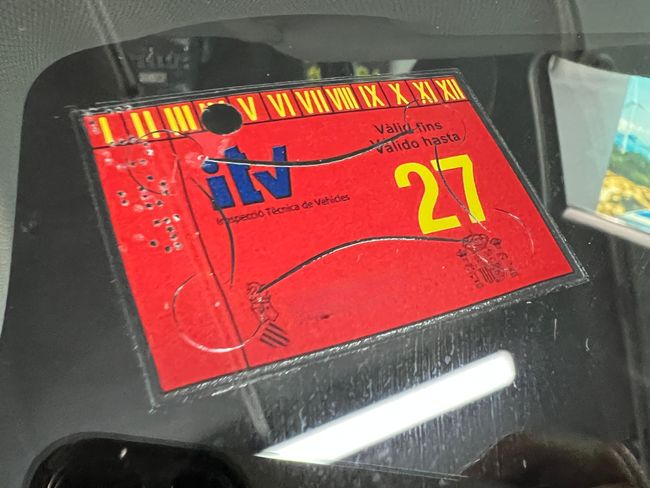 I II III IV V VI VII VIII IX X XI XII
Vàlid fins
Válido hasta
itv
27
Inspecció Tècnica de Vehicles